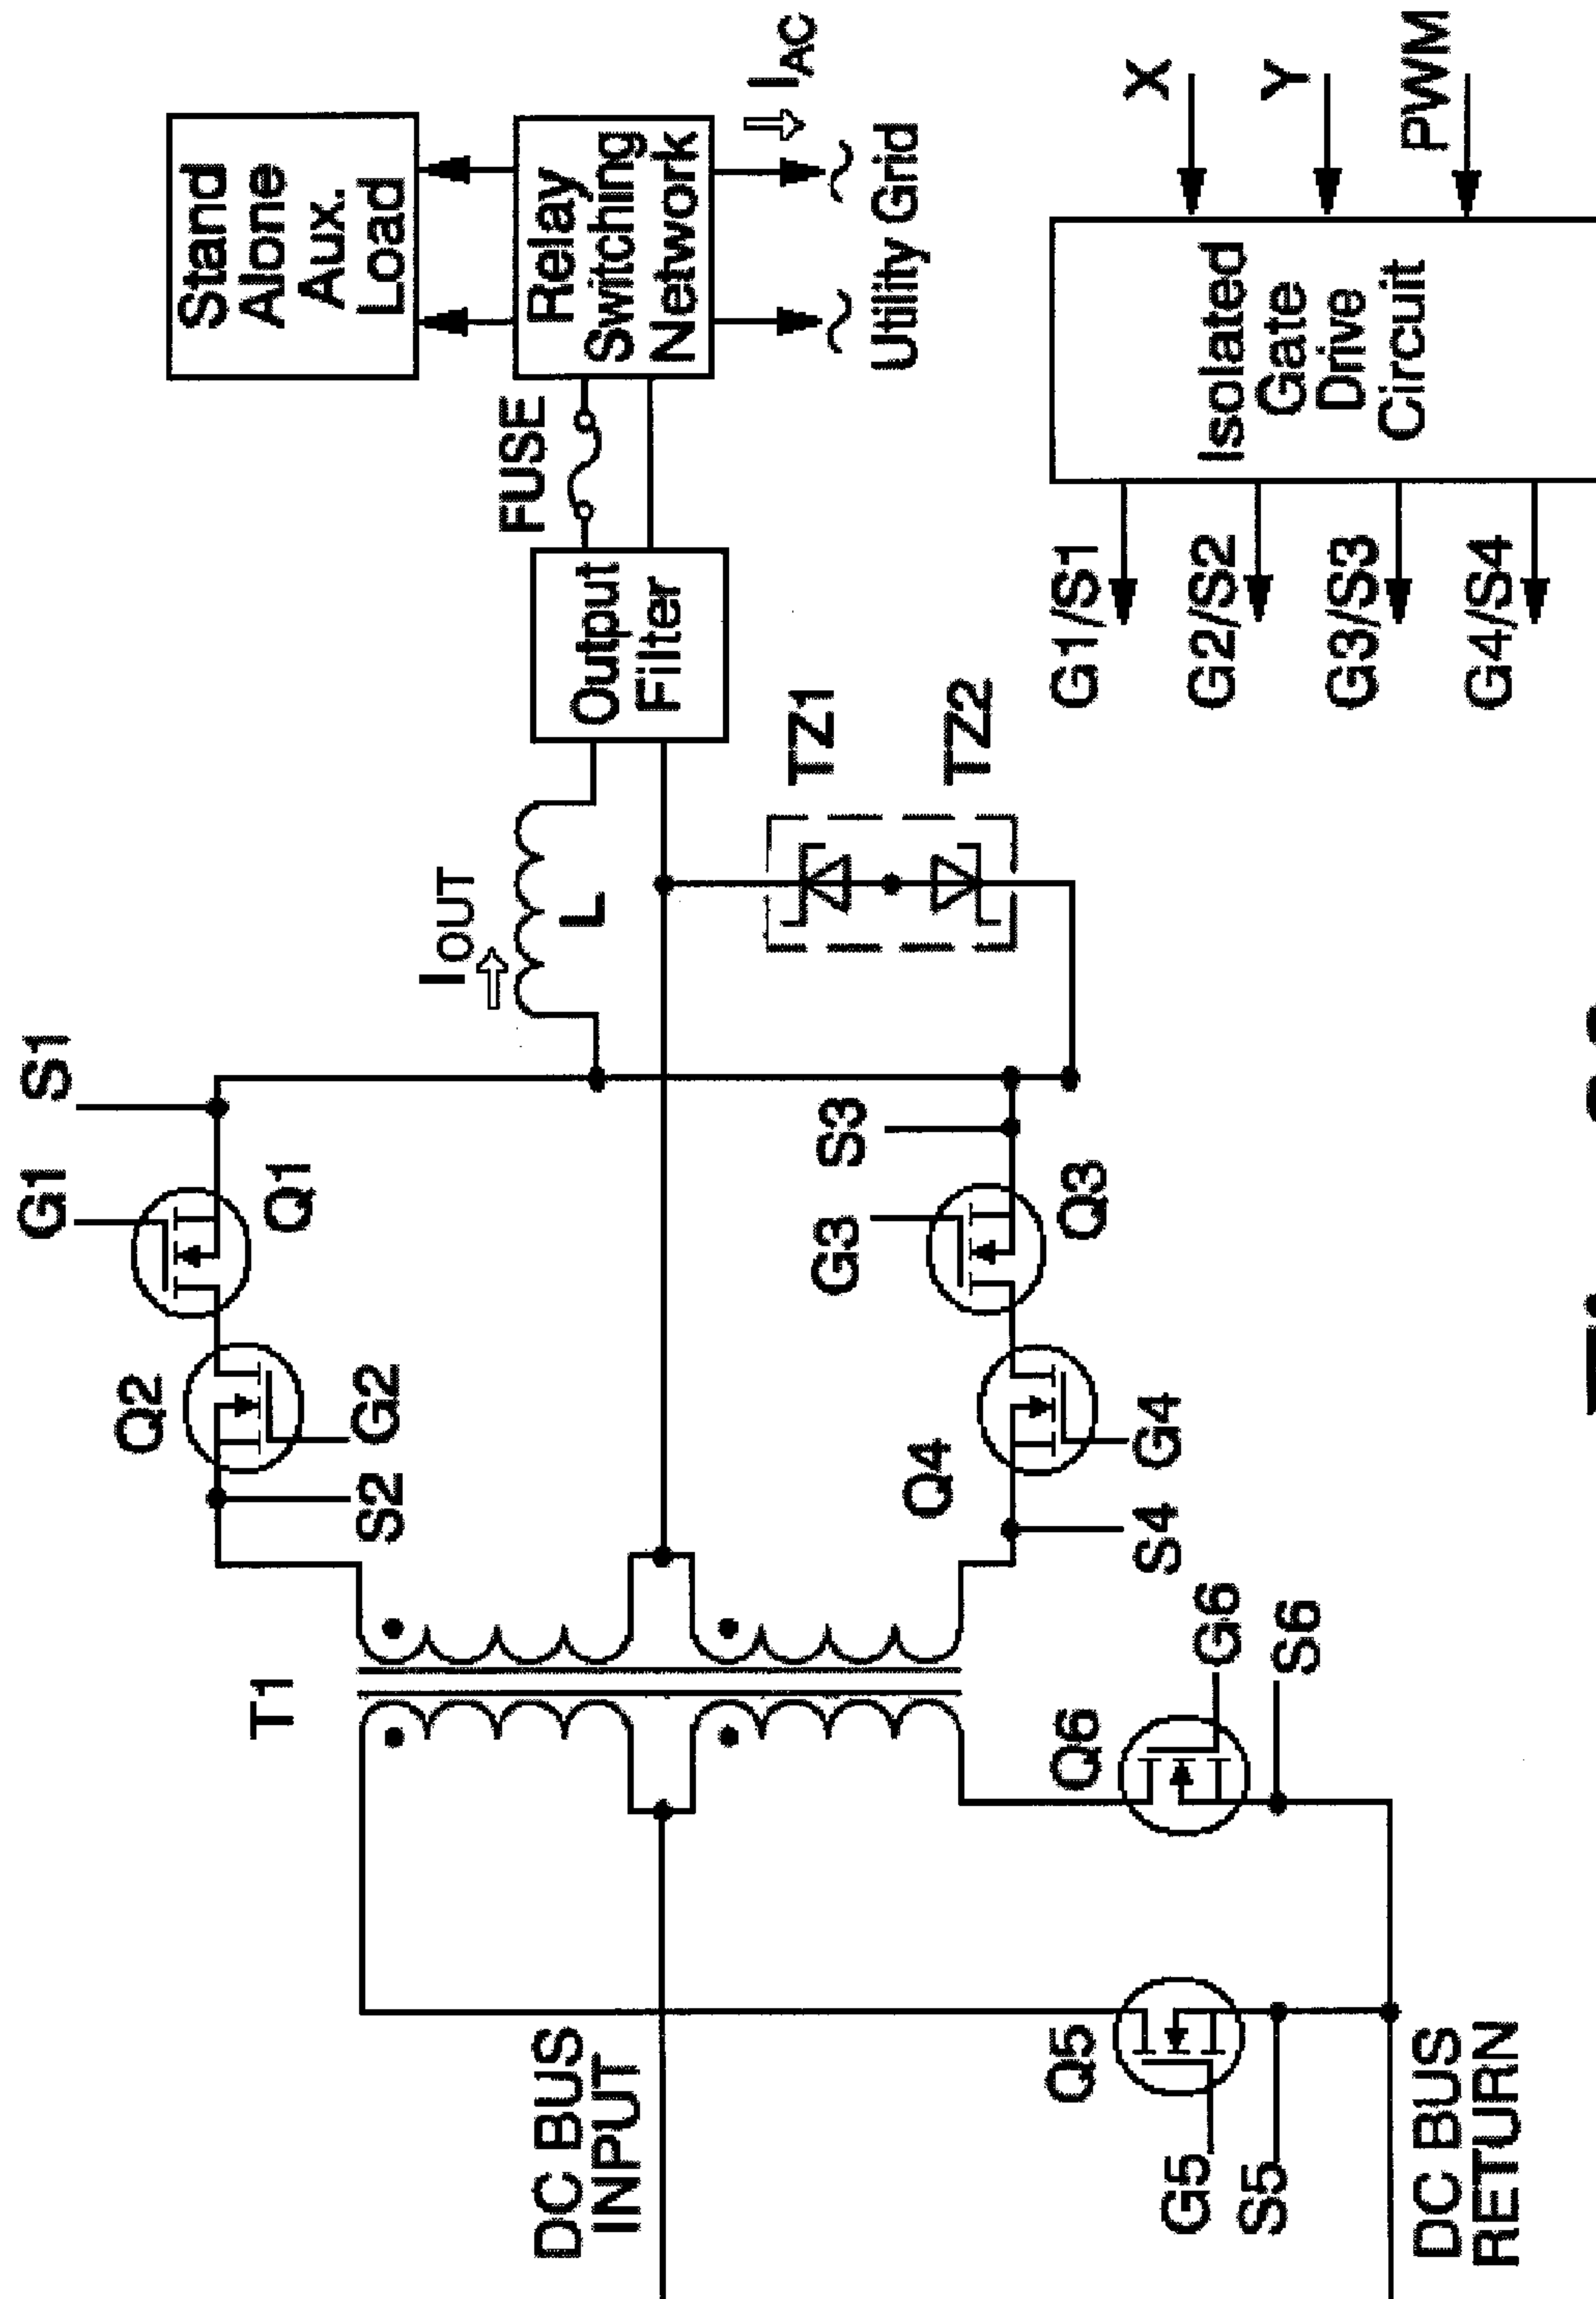 G1
S1
Q2
Q1
G2
S2
T1
Stand
Alone
Aux.
Load
I OUT
L
FUSE
Relay
Switching
Network
I AC
Output
Filter
Utility Grid
DC BUS
INPUT
TZ1
TZ2
G3
S3
Q4
Q3
S4
G4
Q5
Q6
G5
S5
G6
S6
DC BUS
RETURN
G1/S1
G2/S2
G3/S3
G4/S4
Isolated
Gate
Drive
Circuit
X
Y
PWM